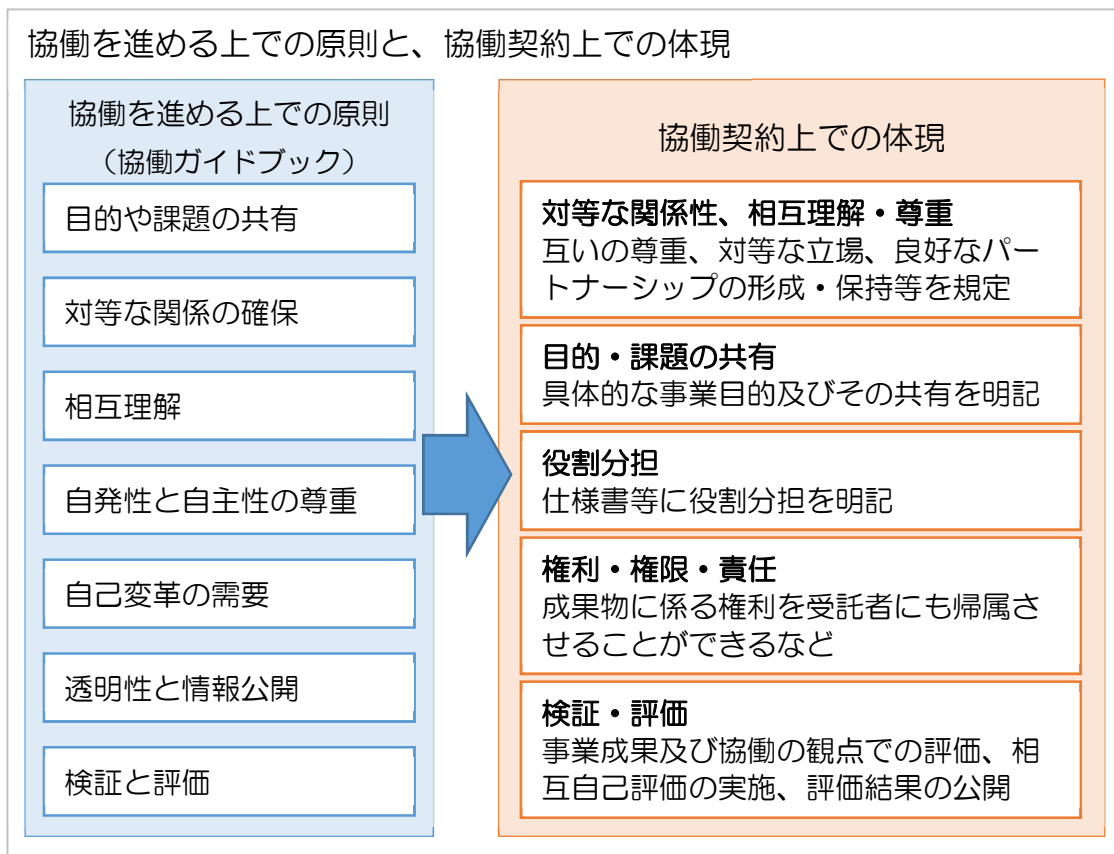 協働を進める上での原則と、協働契約上での体現
協働を進める上での原則
（協働ガイドブック）
目的や課題の共有
対等な関係の確保
相互理解
自発性と自主性の尊重
自己変革の需要
透明性と情報公開
検証と評価
協働契約上での体現
対等な関係性、相互理解・尊重
互いの尊重、対等な立場、良好なパー
トナーシップの形成・保持等を規定
目的・課題の共有
具体的な事業目的及びその共有を明記
役割分担
仕様書等に役割分担を明記
権利・権限・責任
成果物に係る権利を受託者にも帰属さ
せることができるなど
検証・評価
事業成果及び協働の観点での評価、相
互自己評価の実施、評価結果の公開